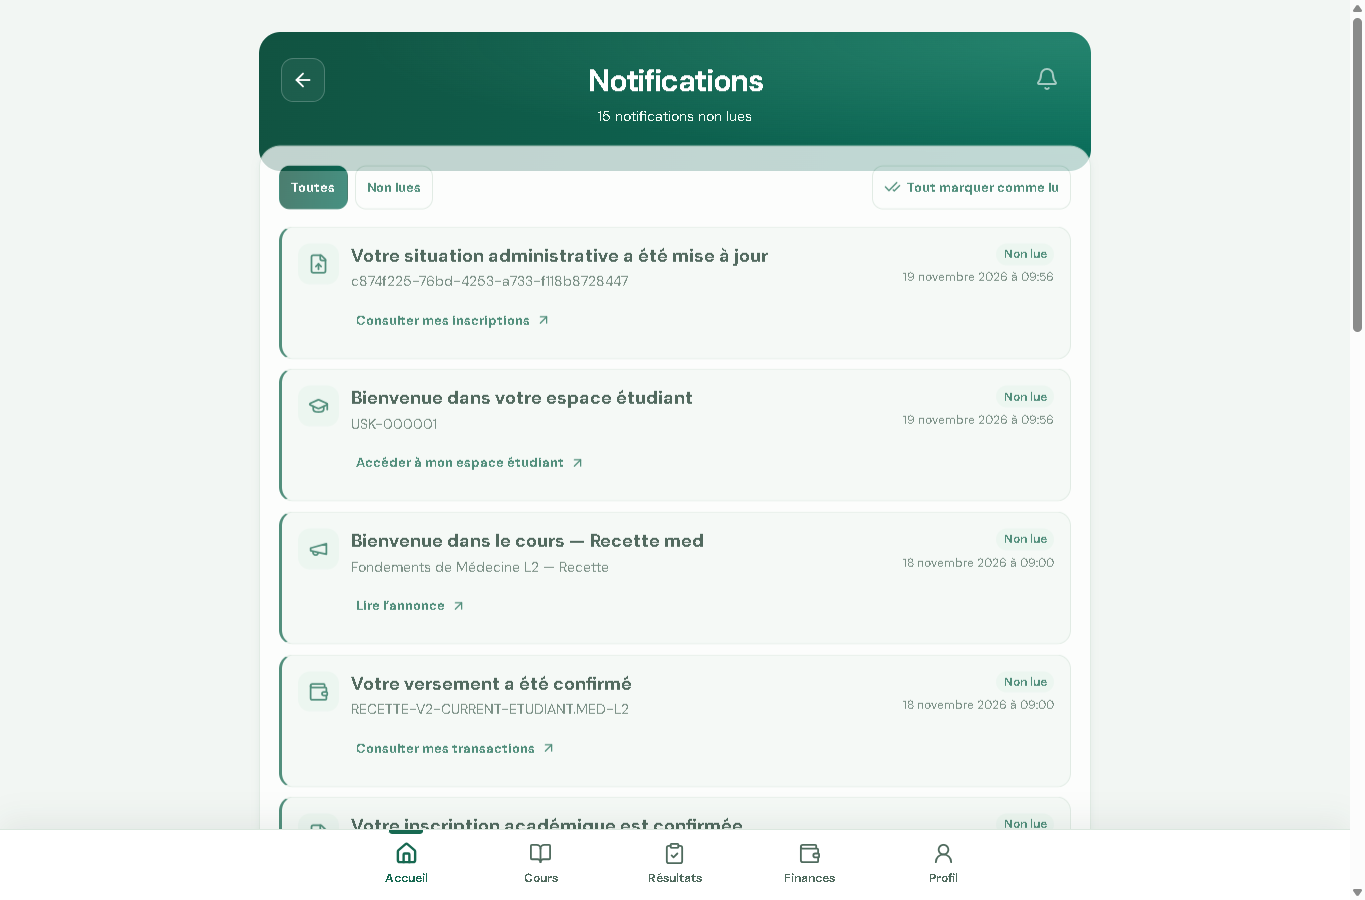 Notifications
15 notifications non lues
Toutes
Non lues
Tout marquer comme lu
Votre situation administrative a été mise à jour
Non lue
c874f225-76bd-4253-a733-f118b8728447
19 novembre 2026 à 09:56
Consulter mes inscriptions
Bienvenue dans votre espace étudiant
Non lue
USK-000001
19 novembre 2026 à 09:56
Accéder à mon espace étudiant
Bienvenue dans le cours — Recette med
Non lue
Fondements de Médecine L2 — Recette
18 novembre 2026 à 09:00
Lire l'annonce
Votre versement a été confirmé
Non lue
RECETTE-V2-CURRENT-ETUDIANT.MED-L2
18 novembre 2026 à 09:00
Consulter mes transactions
Votre inscription académique est confirmée
Non lue
Accueil
Cours
Résultats
Finances
Profil